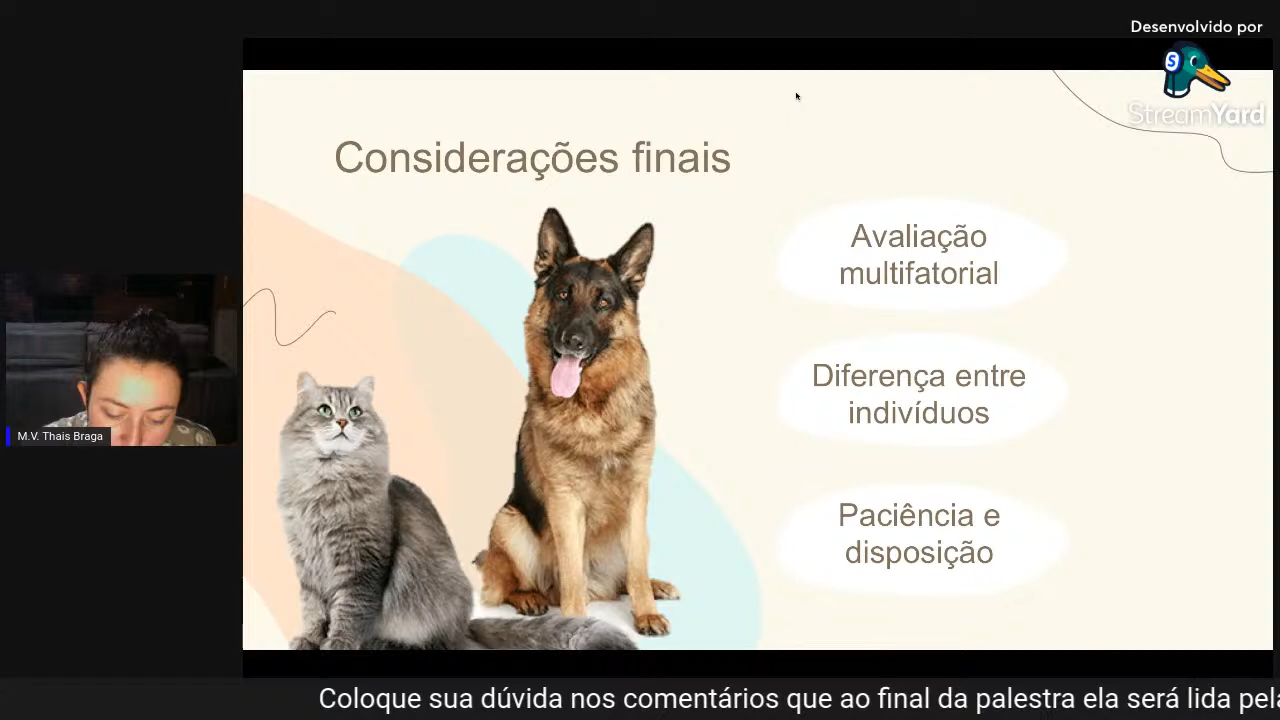 Desenvolvido por
StreamYard
Considerações finais
Avaliação
multifatorial
Diferença entre
indivíduos
Paciência e
disposição
M.V. Thais Braga
Coloque sua dúvida nos comentários que ao final da palestra ela será lida pela